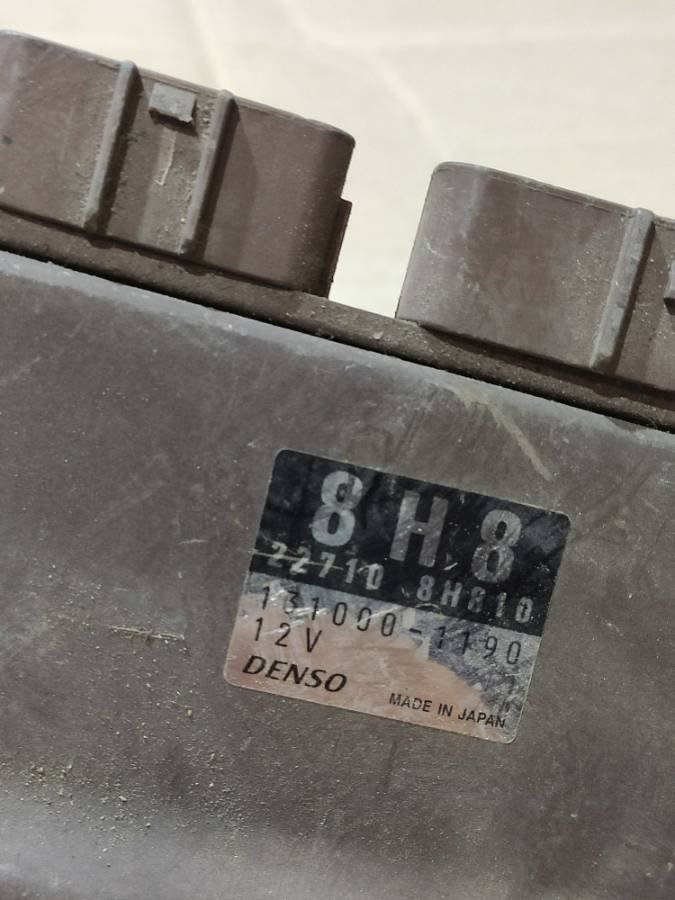 8H8
22710 8H810
131000-1190
12V
DENSO
MADE IN JAPAN